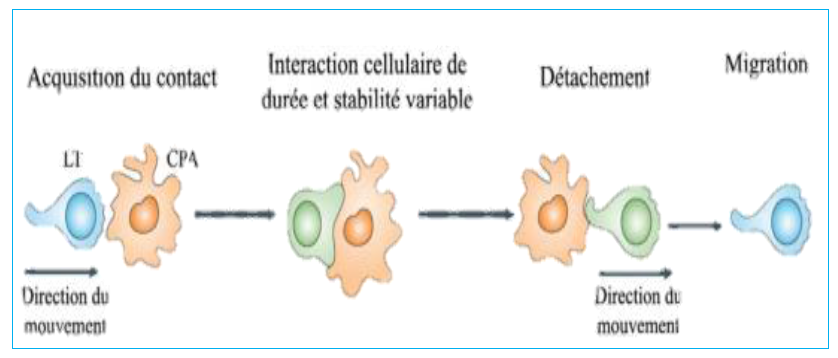 Acquisition du contact
Interaction cellulaire de
durée et stabilité variable
Détachement
Migration
LT
CPA
Direction du
mouvement
Direction du
mouvement